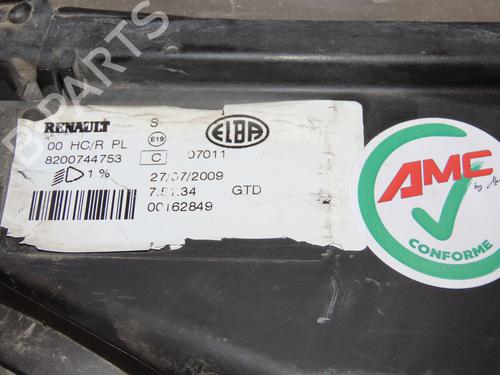 B-PARTS
RENAULT S ELBA
E19
00 HC/R PL
8200744753 C 07011
1 % 27/07/2009
7.51.34 GTD
00162849
AMC
CONFORME